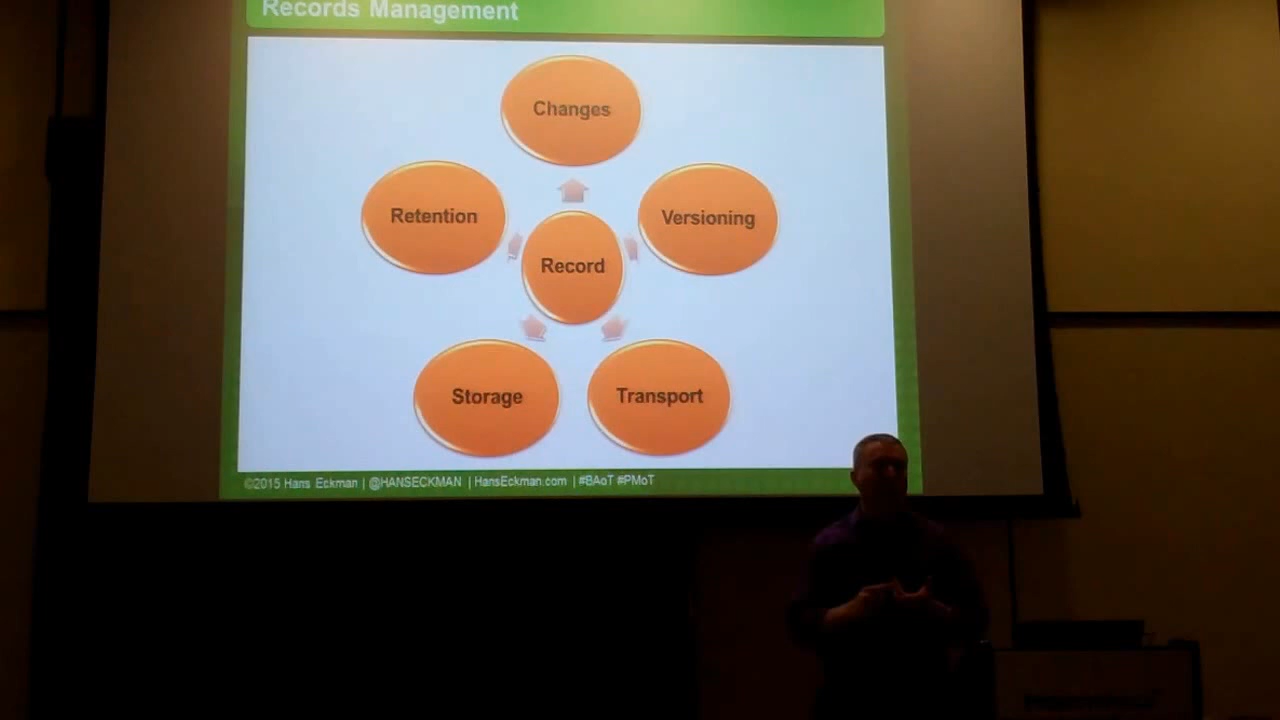 Records Management
Changes
Retention
Versioning
Record
Storage
Transport
©2015 Hans Eckman | @HANSECKMAN | HansEckman.com | #BAoT #PMoT